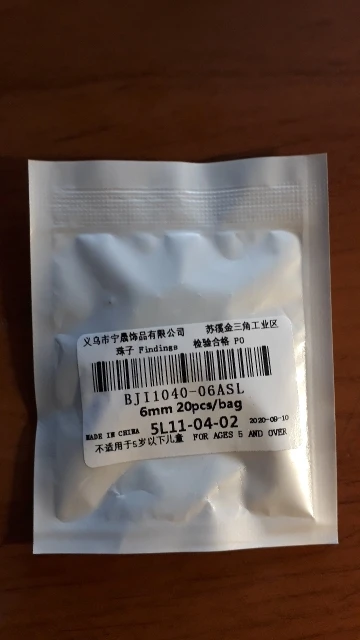 义乌市宁晟饰品有限公司 苏溪金三角工业区
珠子 Findings 检验合格 PO
BJI1040-06ASL
6mm 20pcs/bag
MADE IN CHINA 5L11-04-02 2020-09-10
不适用于5岁以下儿童 FOR AGES 5 AND OVER